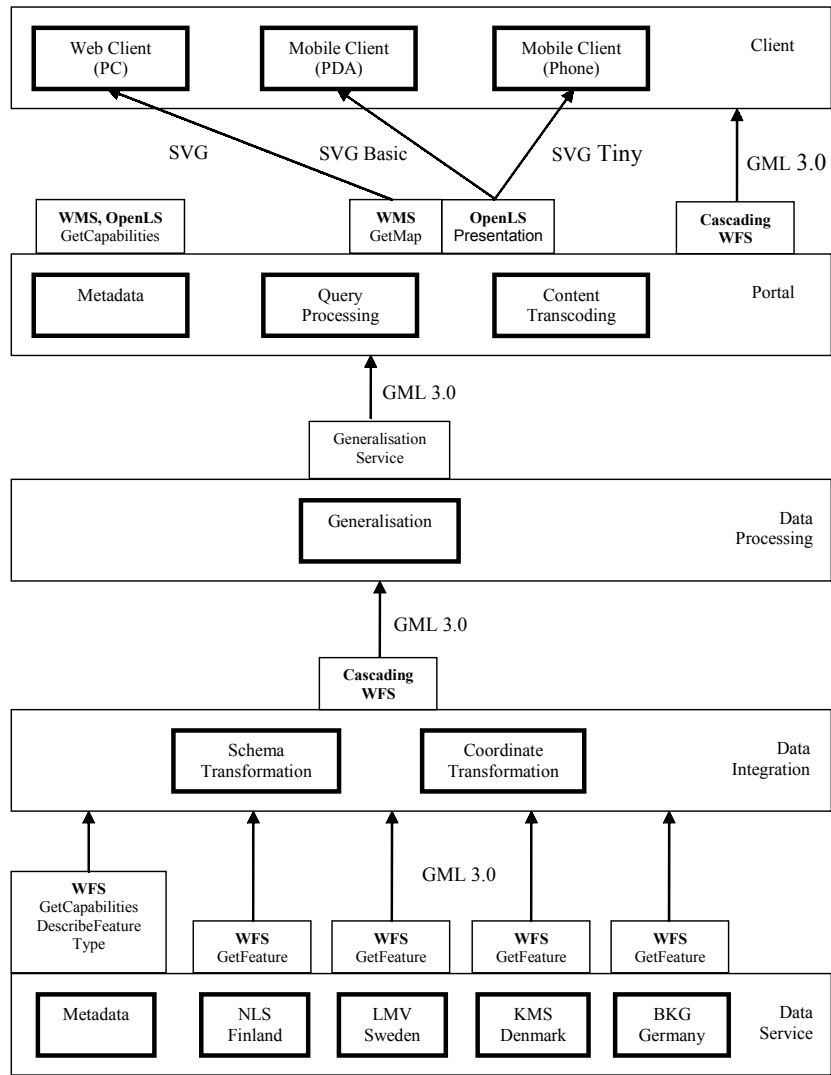 Web Client
(PC)
Mobile Client
(PDA)
Mobile Client
(Phone)
Client
SVG
SVG Basic
SVG Tiny
GML 3.0
WMS, OpenLS
GetCapabilities
WMS
GetMap
OpenLS
Presentation
Cascading
WFS
Metadata
Query
Processing
Content
Transcoding
Portal
GML 3.0
Generalisation
Service
Generalisation
Data
Processing
GML 3.0
Cascading
WFS
Schema
Transformation
Coordinate
Transformation
Data
Integration
GML 3.0
WFS
GetCapabilities
DescribeFeature
Type
WFS
GetFeature
WFS
GetFeature
WFS
GetFeature
WFS
GetFeature
Metadata
NLS
Finland
LMV
Sweden
KMS
Denmark
BKG
Germany
Data
Service